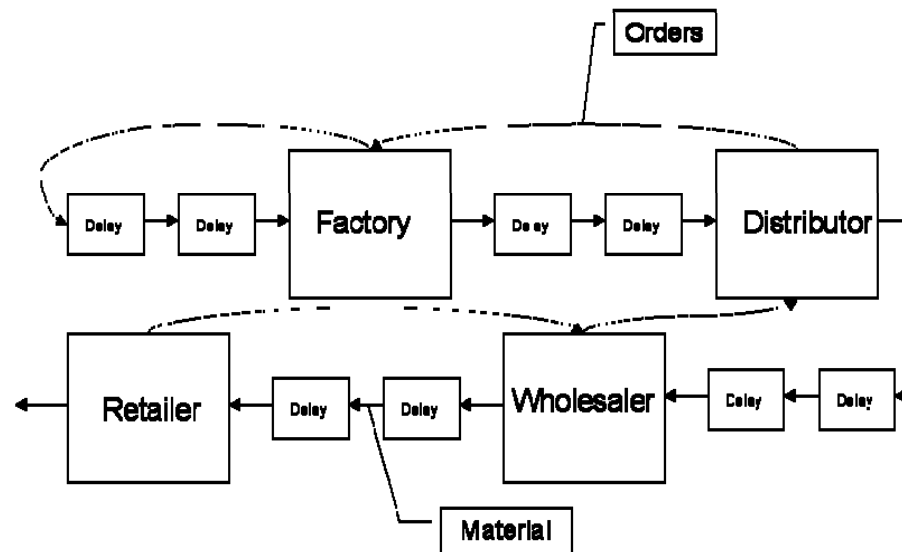 Orders
Delay
Delay
Factory
Delay
Delay
Distributor
Retailer
Delay
Delay
Wholesaler
Delay
Delay
Material